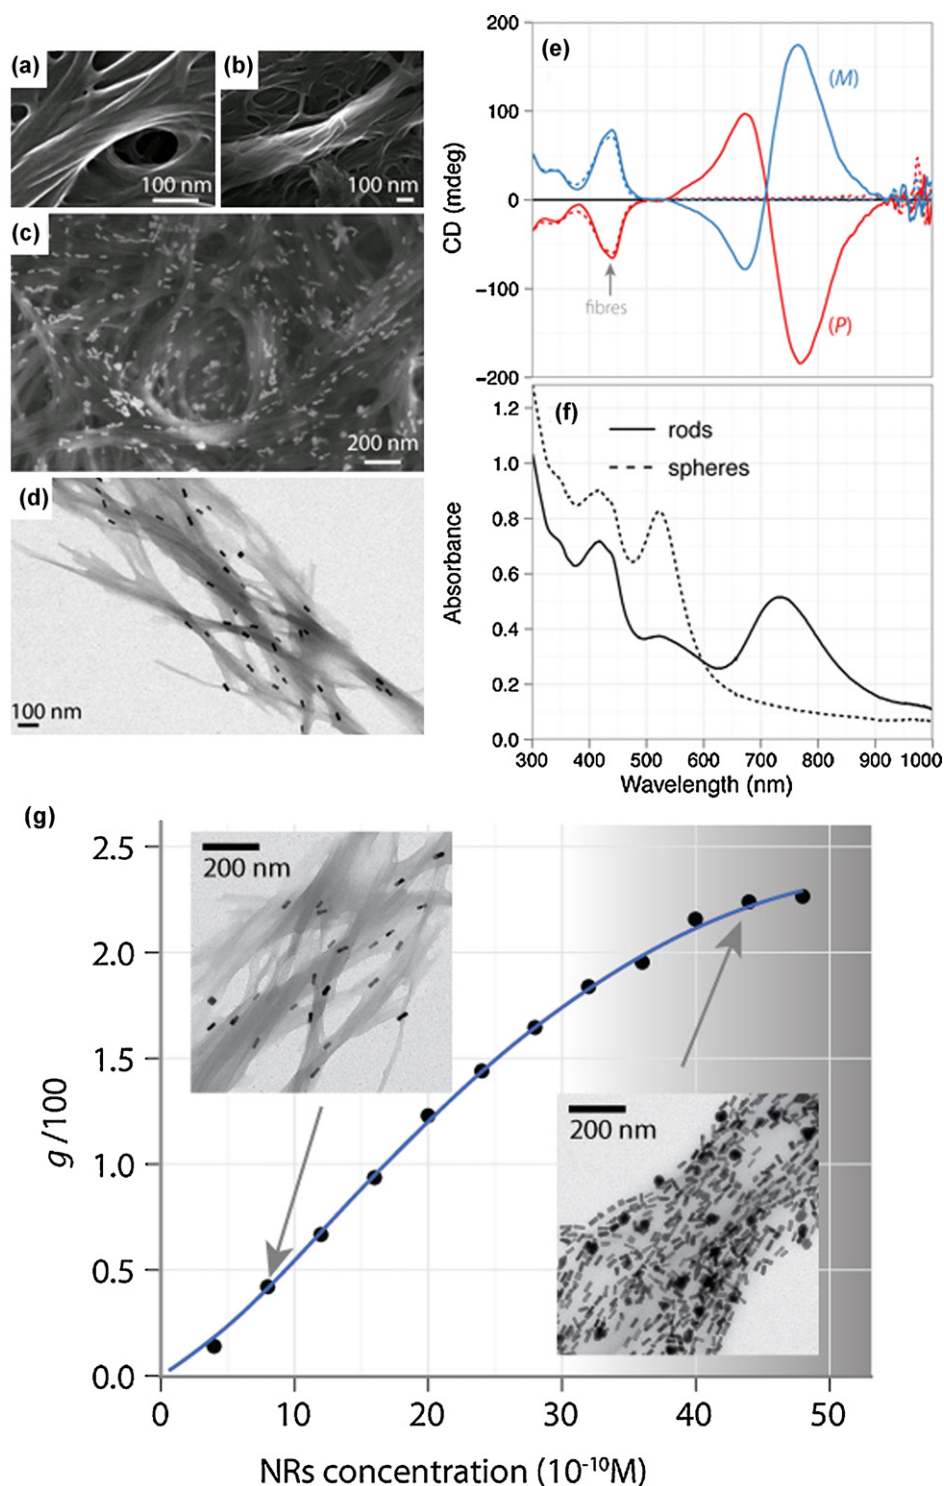 (a)
100 nm
(b)
100 nm
(c)
200 nm
(d)
100 nm
(e)
CD (mdeg)
200
100
0
−100
−200
(M)
(P)
fibres
(f)
rods
spheres
Absorbance
1.2
1.0
0.8
0.6
0.4
0.2
0.0
300 400 500 600 700 800 900 1000
Wavelength (nm)
(g)
g /100
2.5
2.0
1.5
1.0
0.5
0.0
200 nm
200 nm
0 10 20 30 40 50
NRs concentration (10⁻¹⁰M)